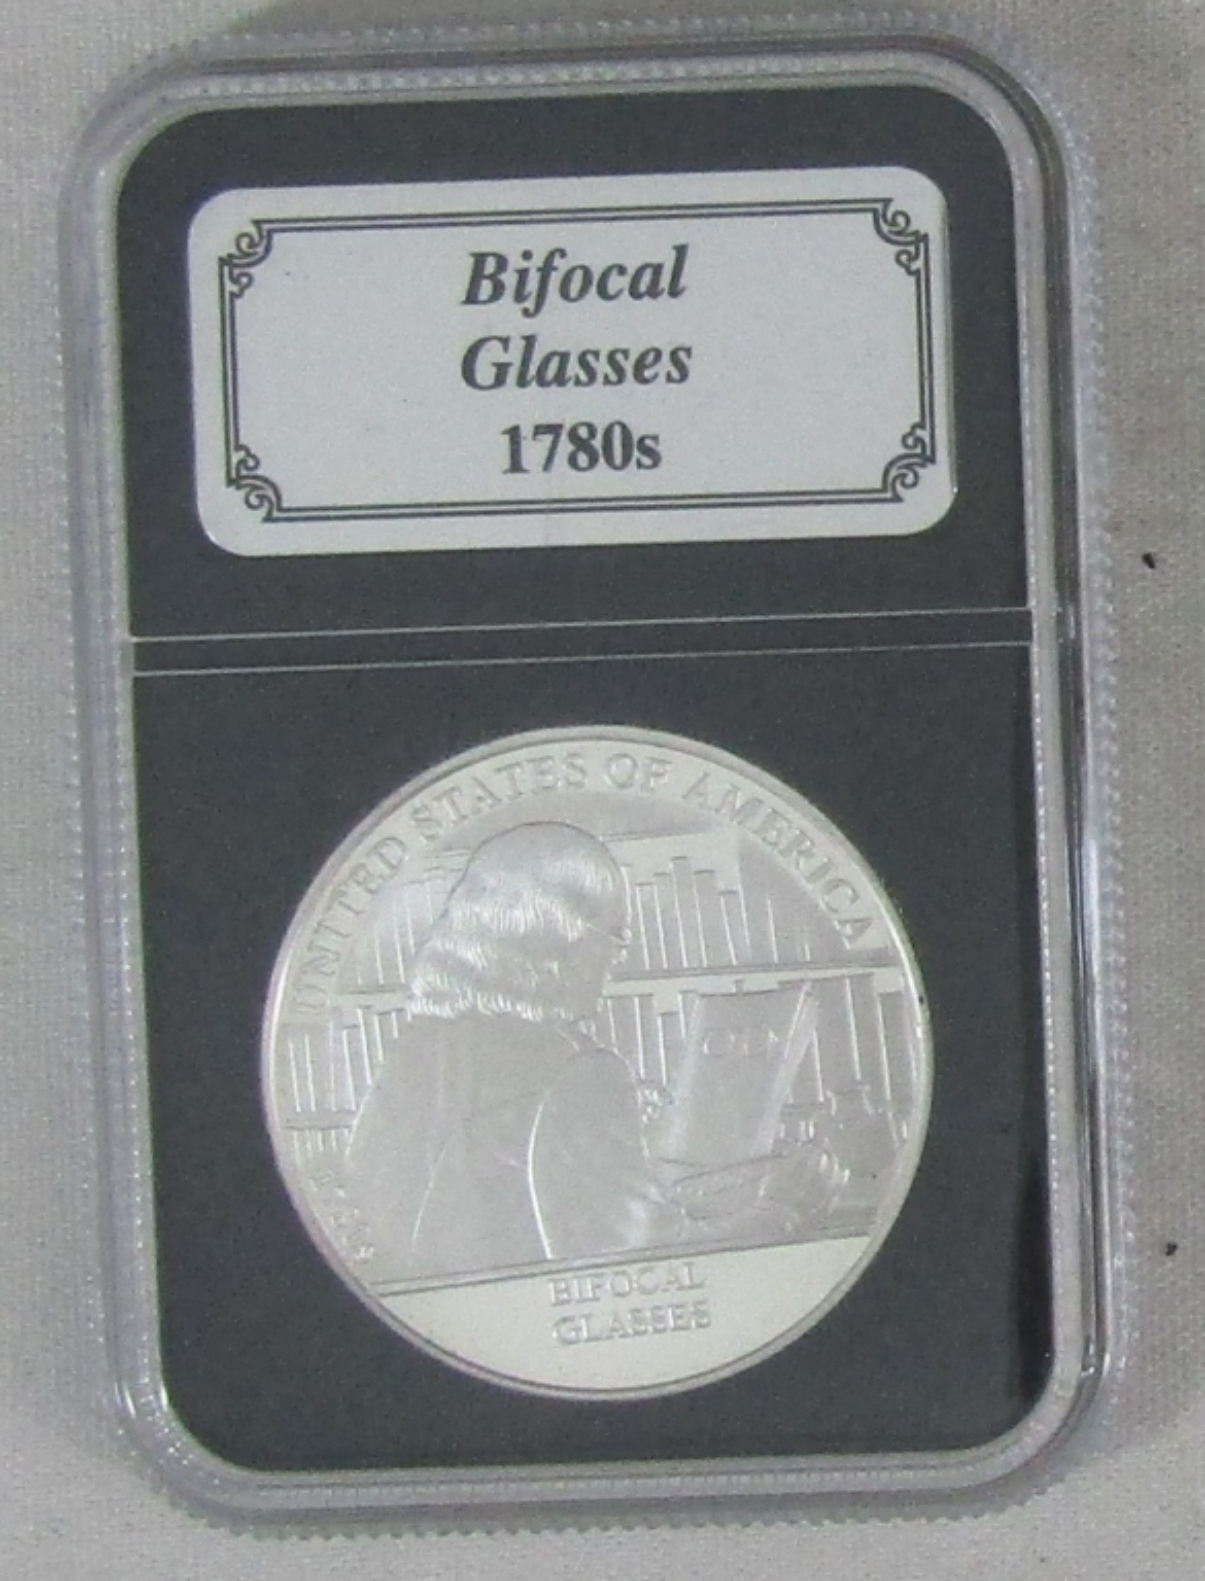 Bifocal
Glasses
1780s
UNITED STATES OF AMERICA
BIFOCAL
GLASSES